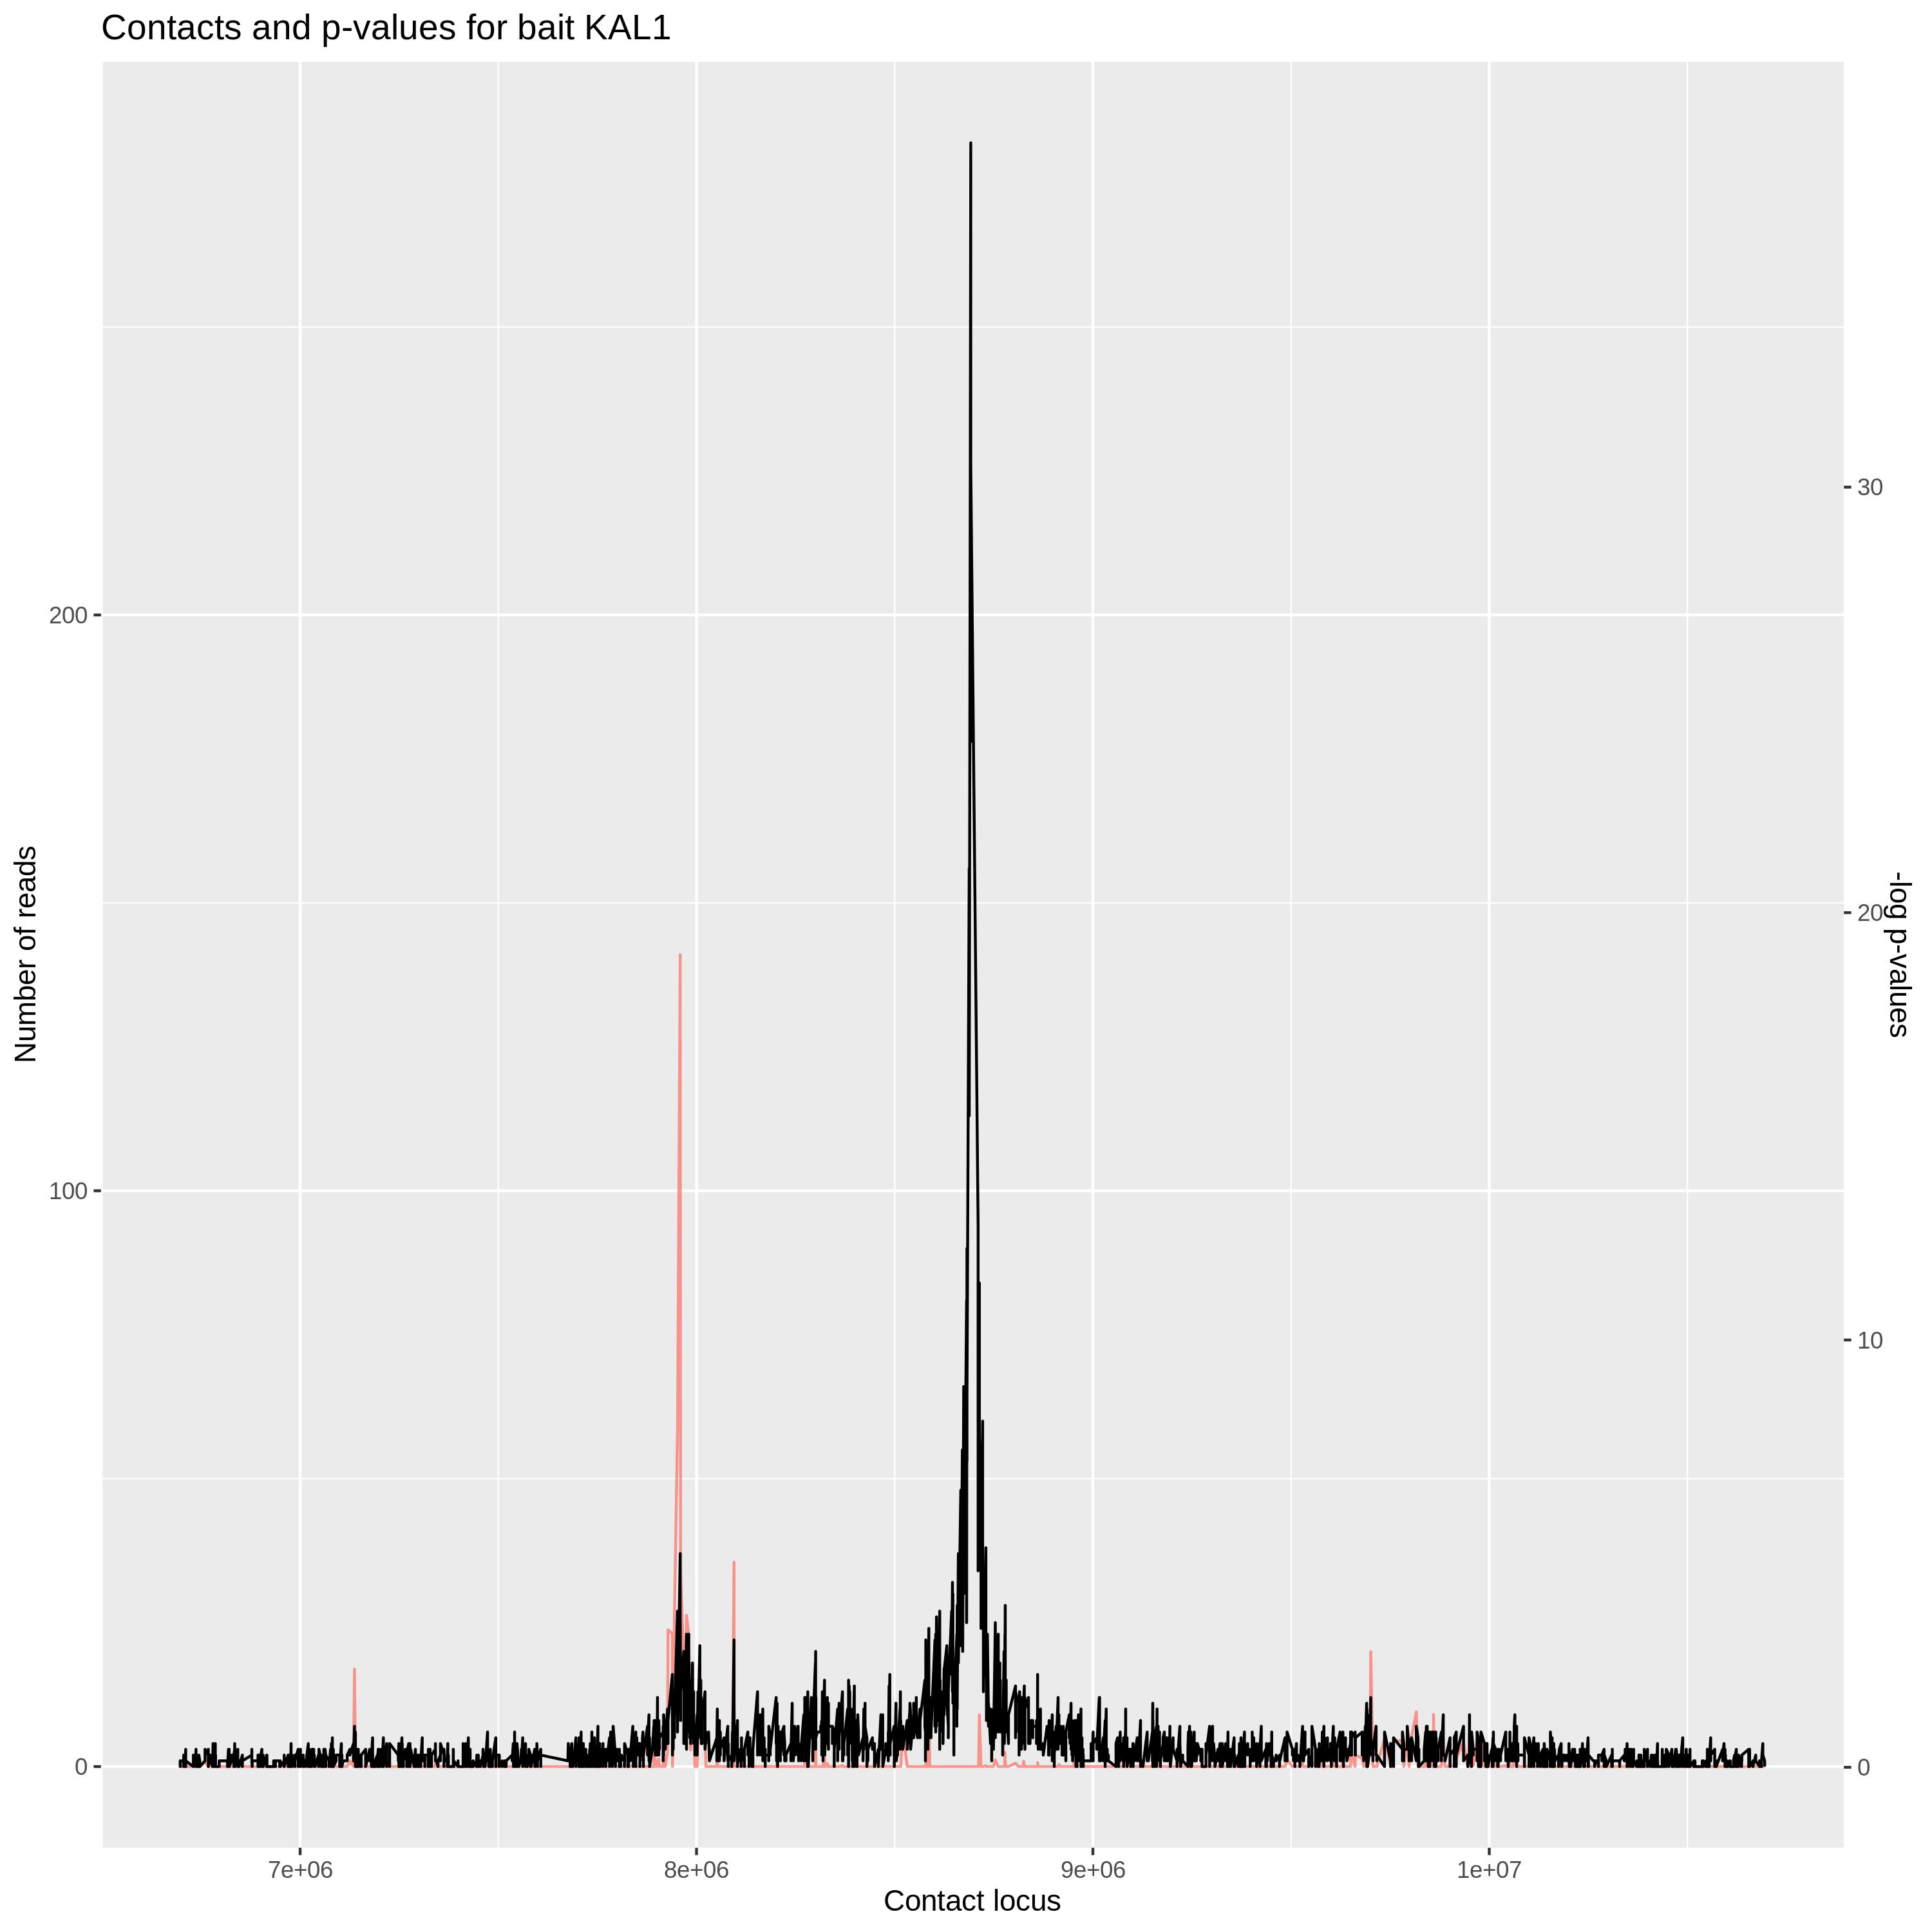 Contacts and p-values for bait KAL1
Number of reads
200
100
0
30
20
10
0
-log p-values
7e+06
8e+06
9e+06
1e+07
Contact locus